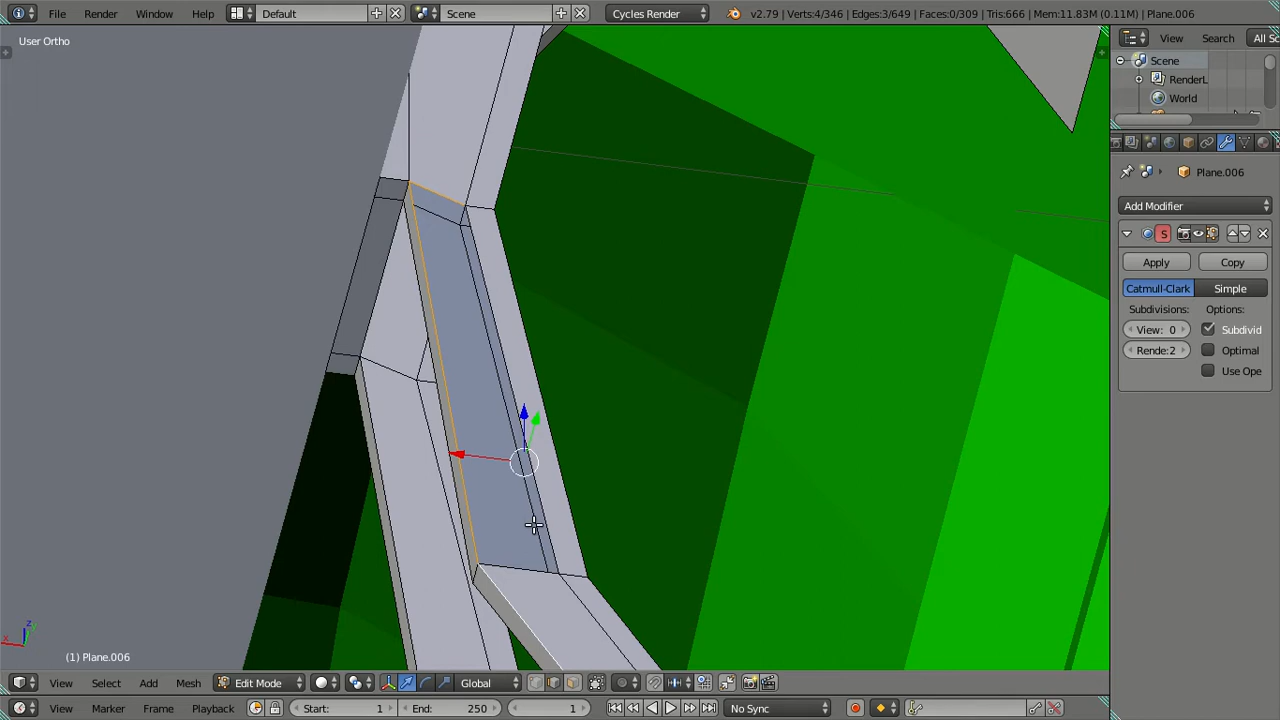 File Render Window Help Default Scene Cycles Render v2.79 | Verts:4/346 | Edges:3/649 | Faces:0/309 | Tris:666 | Mem:11.83M (0.11M) | Plane.006
User Ortho
View Search All Sc
Scene
RenderL
World
Plane.006
Add Modifier
S
Apply Copy
Catmull-Clark Simple
Subdivisions: Options:
View: 0 Subdivid
Rende:2 Optimal
Use Ope
z
x
(1) Plane.006
View Select Add Mesh Edit Mode Global
View Marker Frame Playback Start: 1 End: 250 1 No Sync